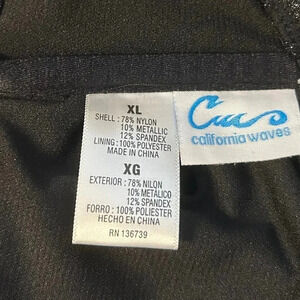 XL
SHELL : 78% NYLON
10% METALLIC
12% SPANDEX
LINING : 100% POLYESTER
MADE IN CHINA
XG
EXTERIOR : 78% NILON
10% METALICO
12% SPANDEX
FORRO : 100% POLIESTER
HECHO EN CHINA
RN 136739
california waves